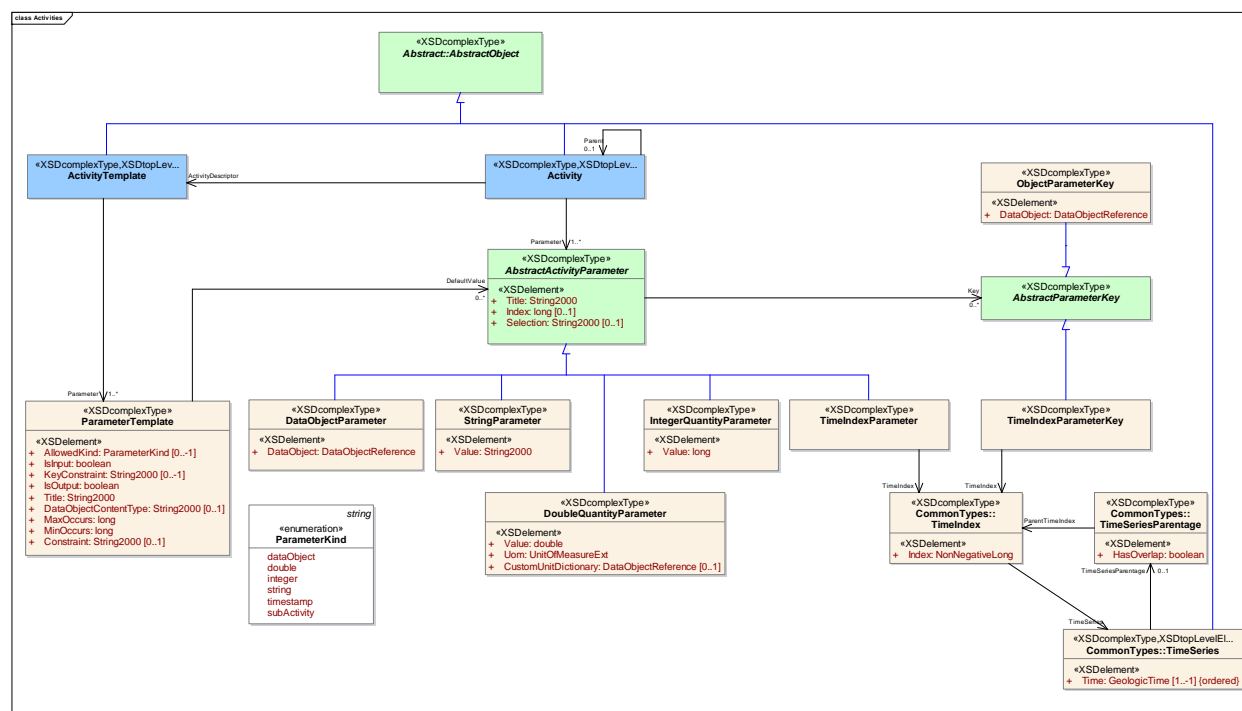 class Activities
«XSDcomplexType»
Abstract::AbstractObject
Parent
0..1
«XSDcomplexType,XSDtopLev...
ActivityTemplate
ActivityDescriptor
«XSDcomplexType,XSDtopLev...
Activity
«XSDcomplexType»
ObjectParameterKey
«XSDelement»
+ DataObject: DataObjectReference
Parameter 1..*
«XSDcomplexType»
AbstractActivityParameter
«XSDelement»
+ Title: String2000
+ Index: long [0..1]
+ Selection: String2000 [0..1]
DefaultValue
0..*
Key
0..*
«XSDcomplexType»
AbstractParameterKey
Parameter 1..*
«XSDcomplexType»
ParameterTemplate
«XSDelement»
+ AllowedKind: ParameterKind [0..-1]
+ IsInput: boolean
+ KeyConstraint: String2000 [0..-1]
+ IsOutput: boolean
+ Title: String2000
+ DataObjectContentType: String2000 [0..1]
+ MaxOccurs: long
+ MinOccurs: long
+ Constraint: String2000 [0..1]
«XSDcomplexType»
DataObjectParameter
«XSDelement»
+ DataObject: DataObjectReference
«XSDcomplexType»
StringParameter
«XSDelement»
+ Value: String2000
«XSDcomplexType»
IntegerQuantityParameter
«XSDelement»
+ Value: long
«XSDcomplexType»
TimeIndexParameter
«XSDcomplexType»
TimeIndexParameterKey
string
«enumeration»
ParameterKind
dataObject
double
integer
string
timestamp
subActivity
«XSDcomplexType»
DoubleQuantityParameter
«XSDelement»
+ Value: double
+ Uom: UnitOfMeasureExt
+ CustomUnitDictionary: DataObjectReference [0..1]
TimeIndex
TimeIndex
«XSDcomplexType»
CommonTypes::
TimeIndex
«XSDelement»
+ Index: NonNegativeLong
ParentTimeIndex
«XSDcomplexType»
CommonTypes::
TimeSeriesParentage
«XSDelement»
+ HasOverlap: boolean
TimeSeriesParentage 0..1
TimeSeries
«XSDcomplexType,XSDtopLevelEl...
CommonTypes::TimeSeries
«XSDelement»
+ Time: GeologicTime [1..-1] {ordered}